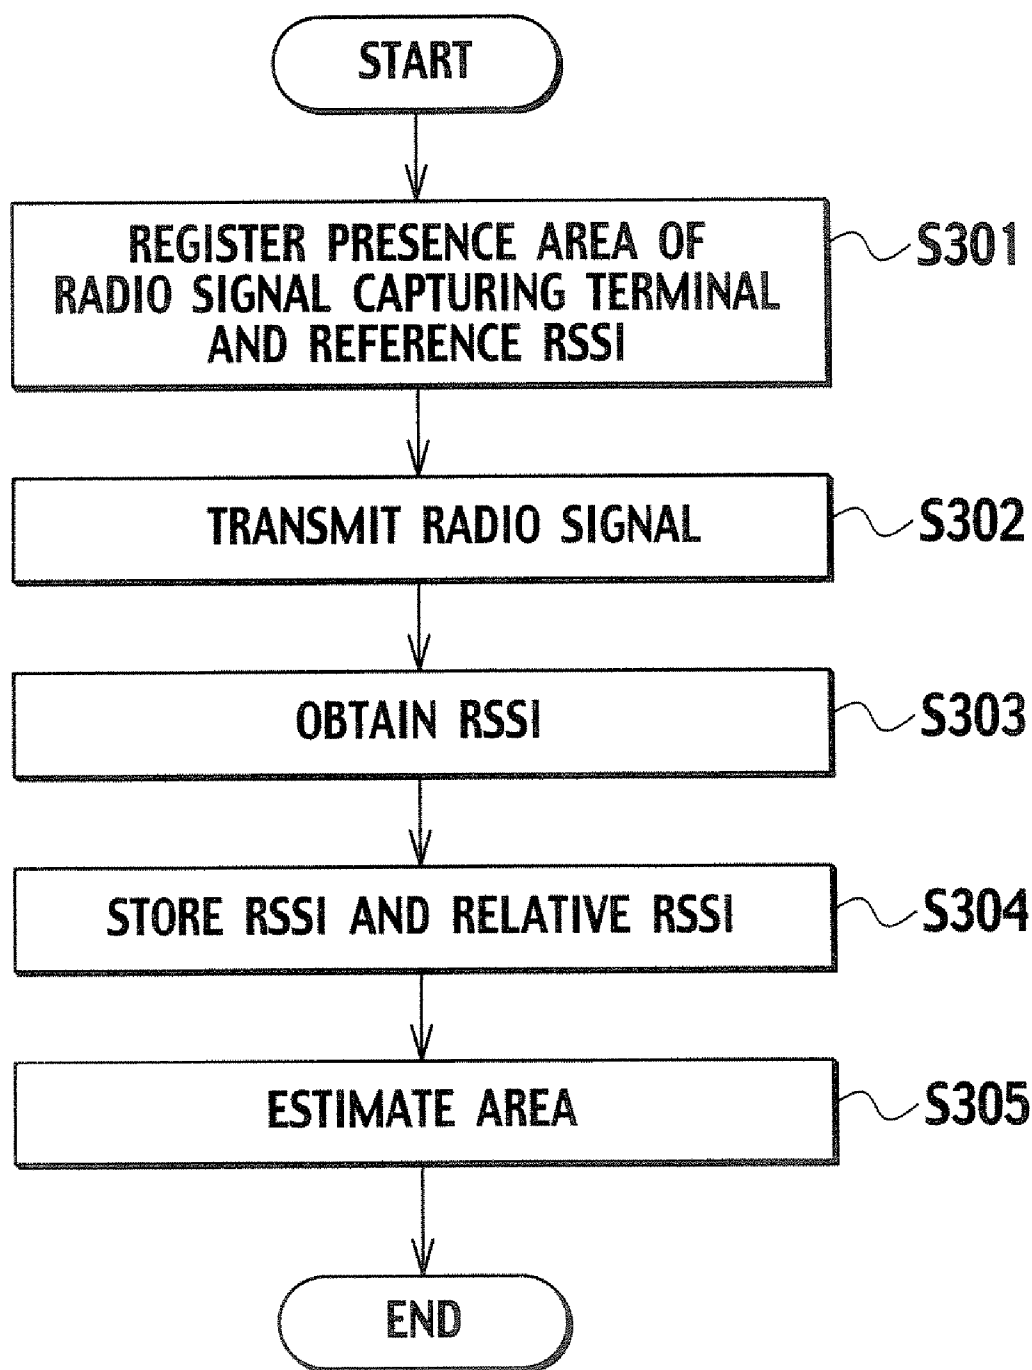 START
REGISTER PRESENCE AREA OF
RADIO SIGNAL CAPTURING TERMINAL
AND REFERENCE RSSI
S301
TRANSMIT RADIO SIGNAL
S302
OBTAIN RSSI
S303
STORE RSSI AND RELATIVE RSSI
S304
ESTIMATE AREA
S305
END